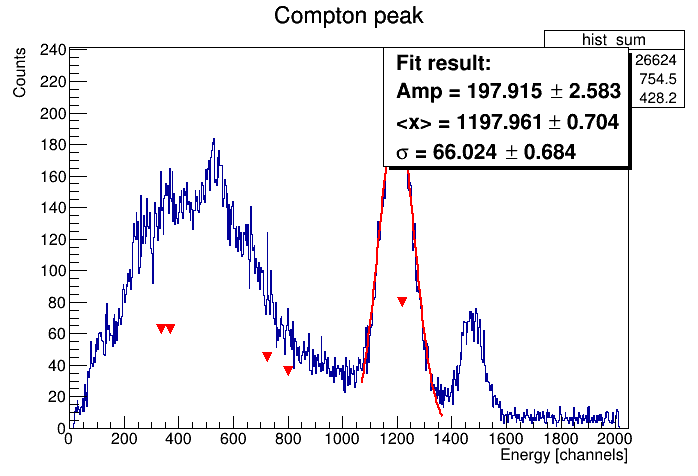 Compton peak
hist_sum
26624
754.5
428.2
Fit result:
Amp = 197.915 ± 2.583
<x> = 1197.961 ± 0.704
σ = 66.024 ± 0.684
Counts
240
220
200
180
160
140
120
100
80
60
40
20
0
0 200 400 600 800 1000 1200 1400 1600 1800 2000
Energy [channels]